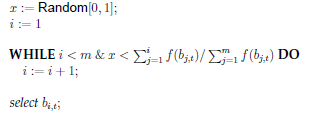 x := Random[0, 1];
i := 1
WHILE i < m & x < ∑_{j=1}^{i} f(b_{j,t}) / ∑_{j=1}^{m} f(b_{j,t}) DO
i := i + 1;
select b_{i,t};